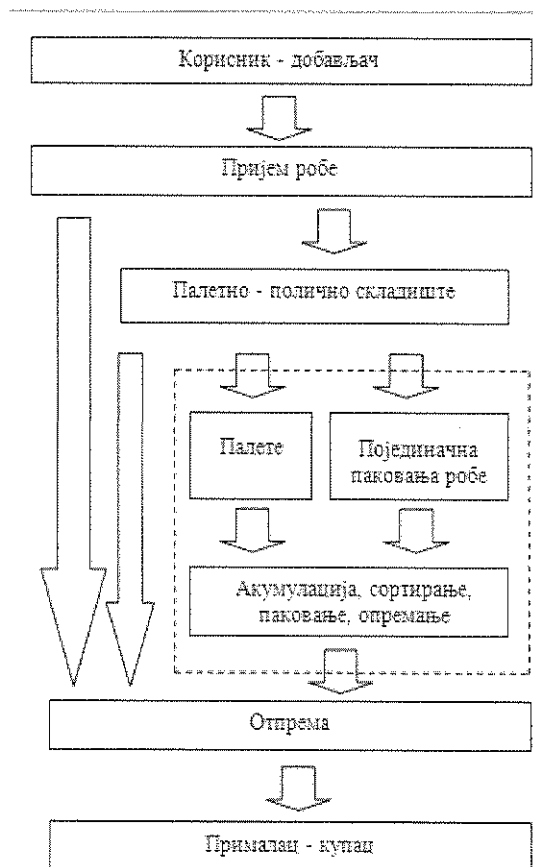 Корисник - добављач
Пријем робе
Палетно - полично складиште
Палете
Појединачна
паковања робе
Акумулација, сортирање,
паковање, опремање
Отпрема
Прималац - купац